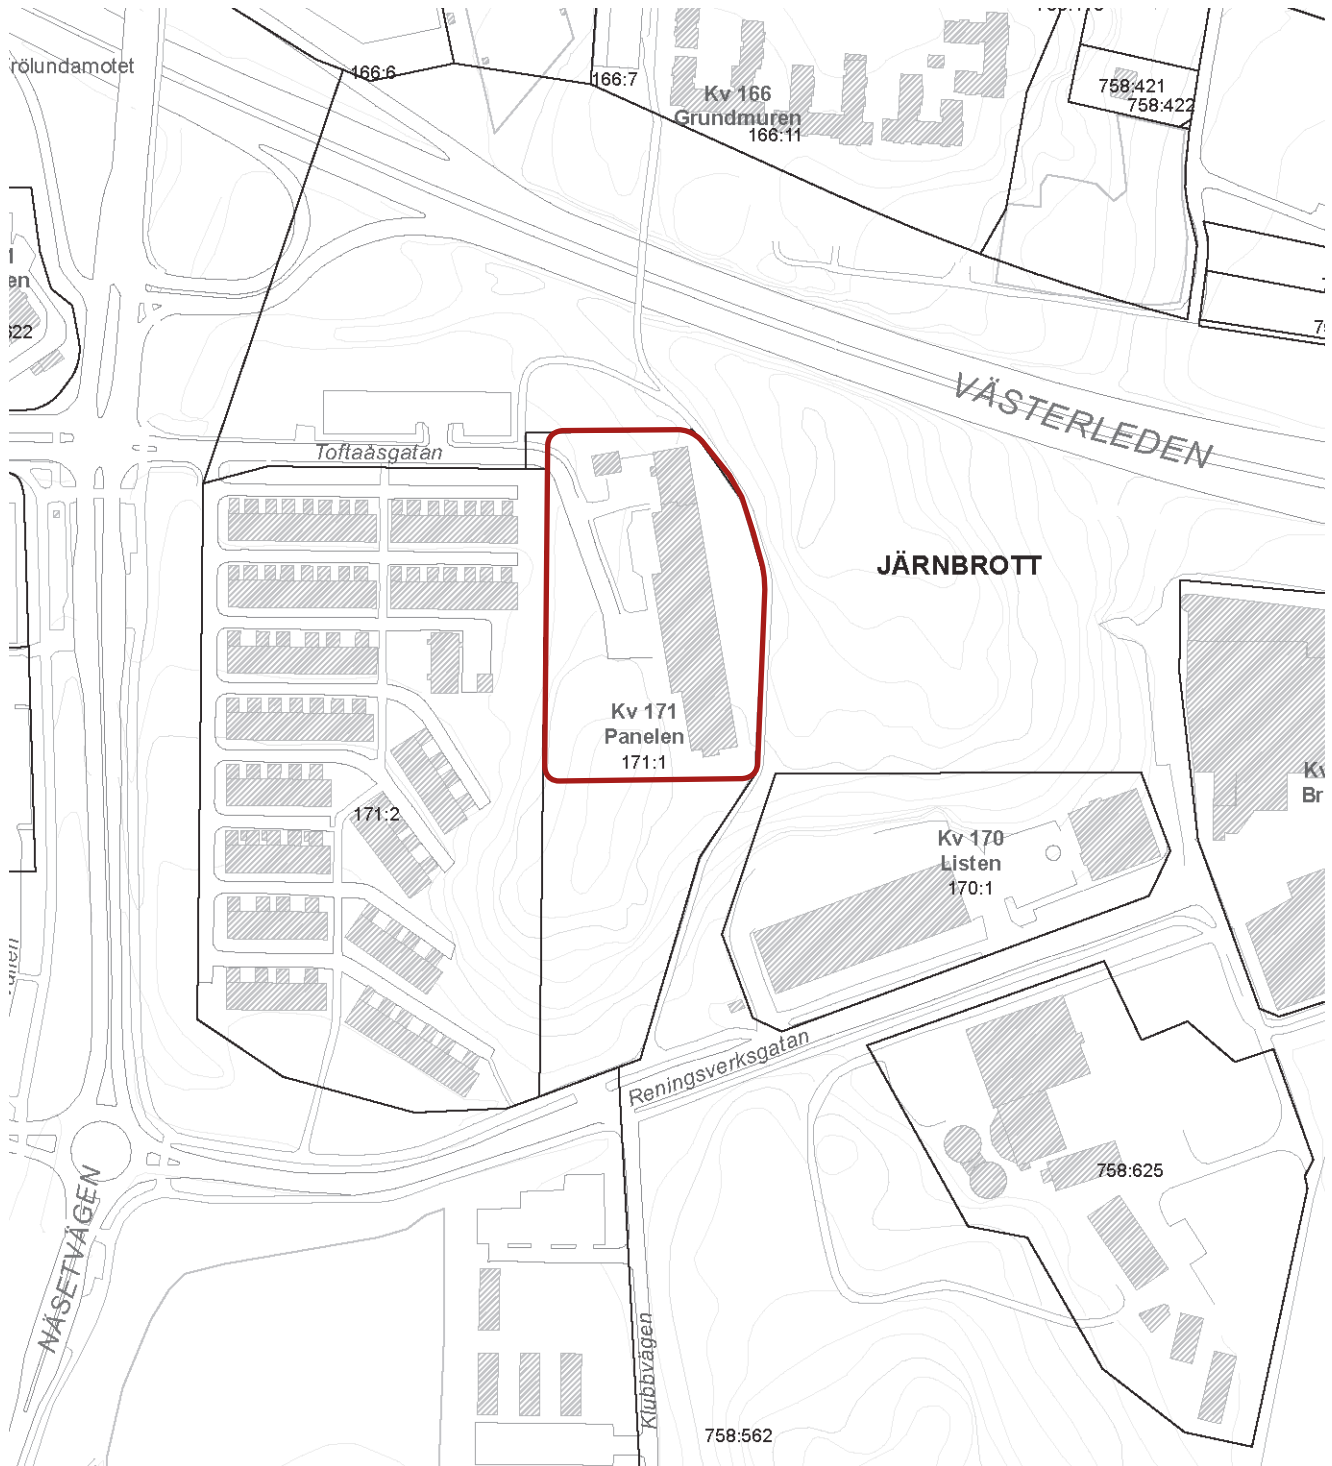 rölundamotet
166:6
166:7
Kv 166
Grundmuren
166:11
758:421
758:422
en
622
VÄSTERLEDEN
Toftaåsgatan
JÄRNBROTT
Kv 171
Panelen
171:1
171:2
Kv 170
Listen
170:1
Kv
Br
Reningsverksgatan
758:625
NÄSETVÄGEN
Klubbvägen
758:562